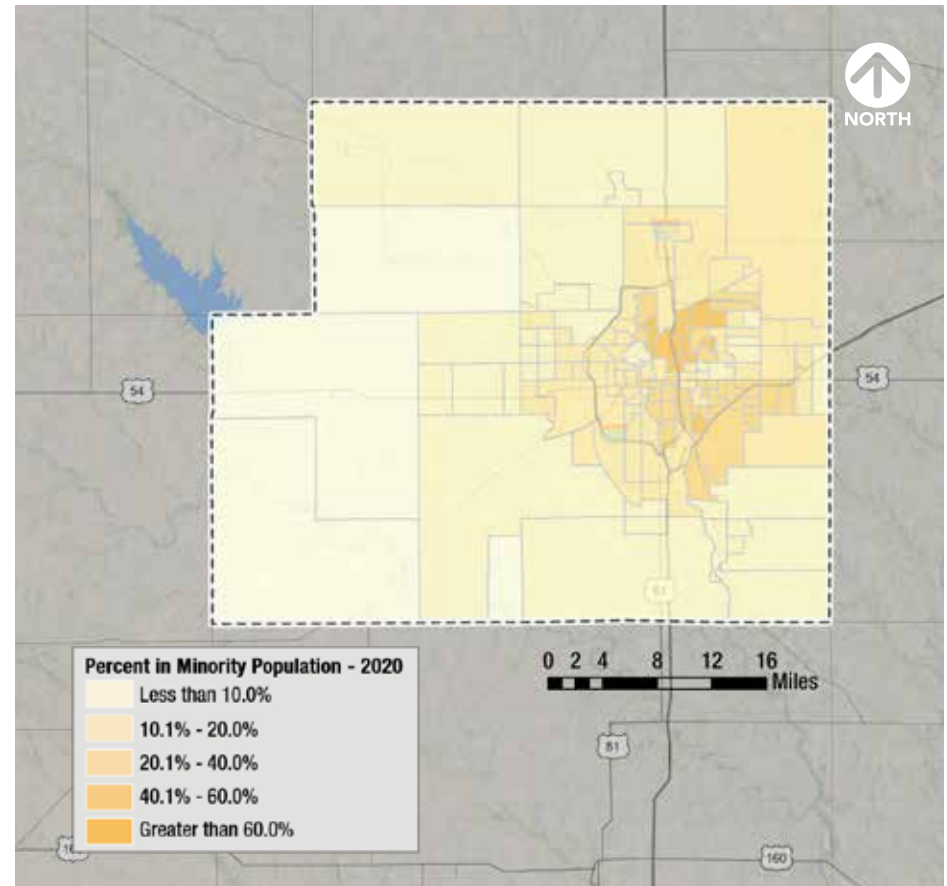 NORTH
54
54
81
Percent in Minority Population - 2020
Less than 10.0%
10.1% - 20.0%
20.1% - 40.0%
40.1% - 60.0%
Greater than 60.0%
0 2 4 8 12 16
Miles
81
160